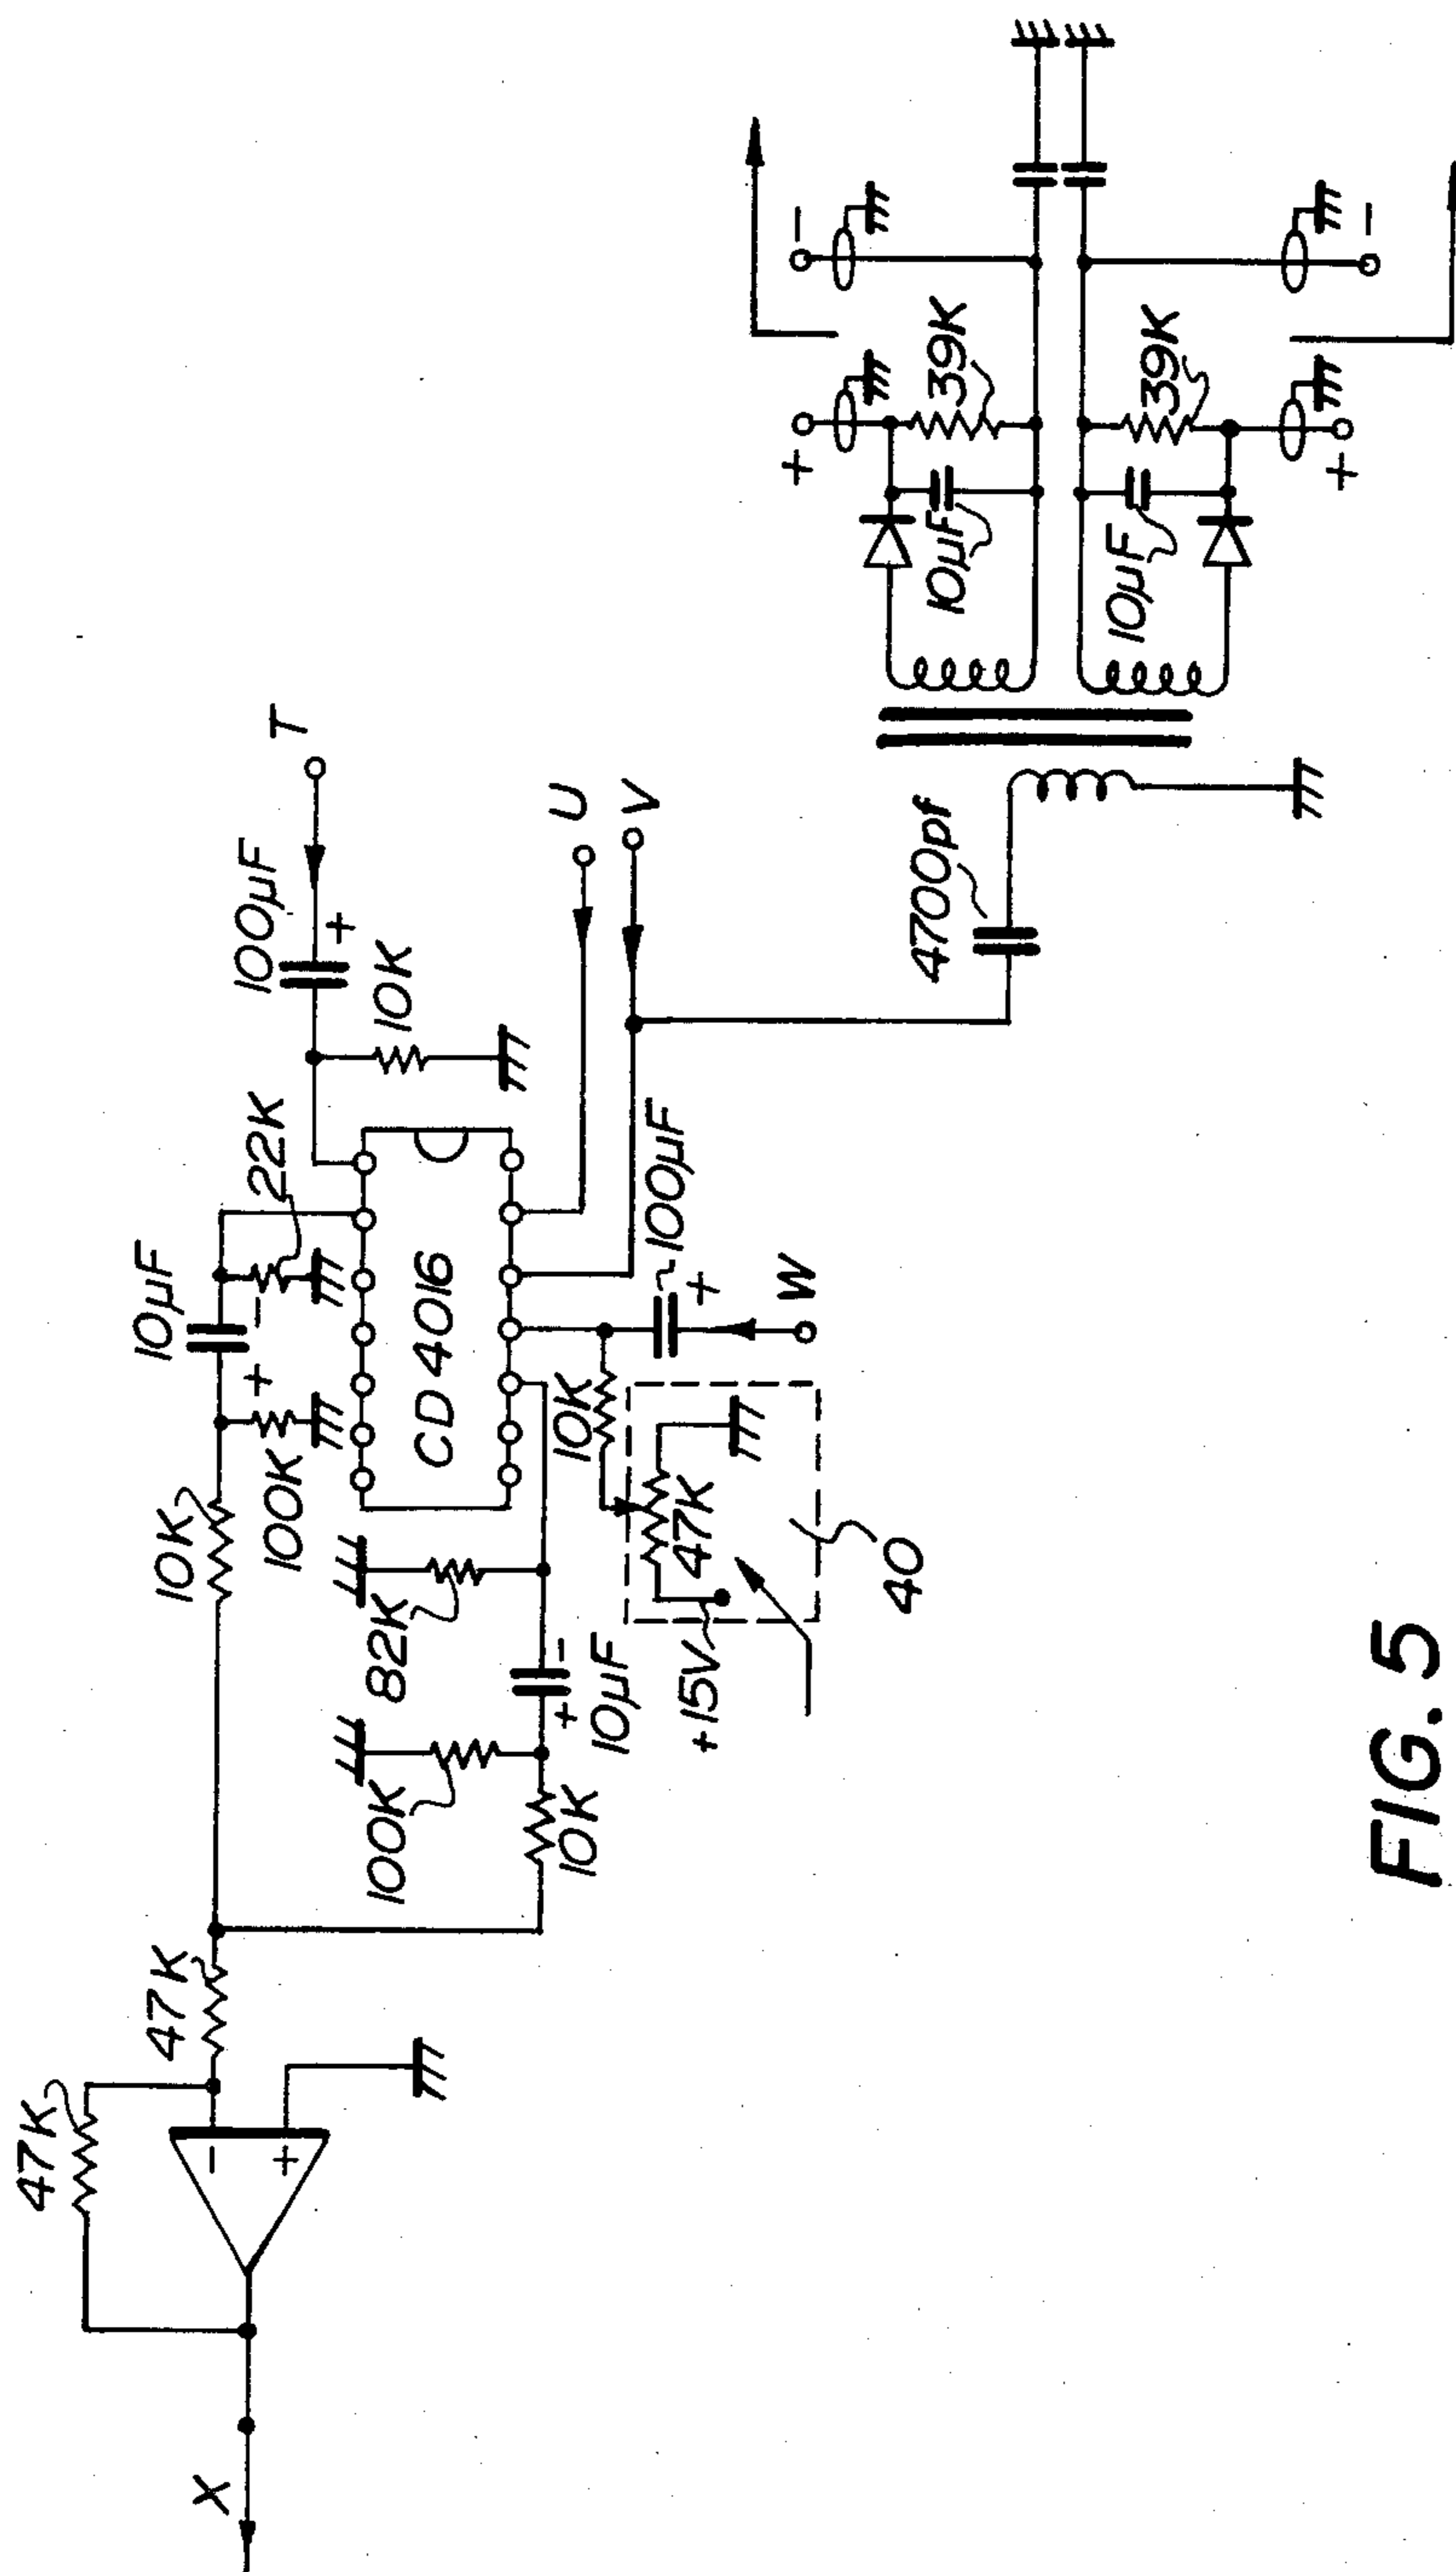 T
100µF
+
10K
22K
10µF
-
+
10K
100K
CD 4016
U
V
100µF
+
W
10K
47K
+15V
40
82K
100K
-
+
10µF
10K
47K
47K
-
+
X
4700pf
+
-
39K
10µF
39K
10µF
+
-
FIG. 5